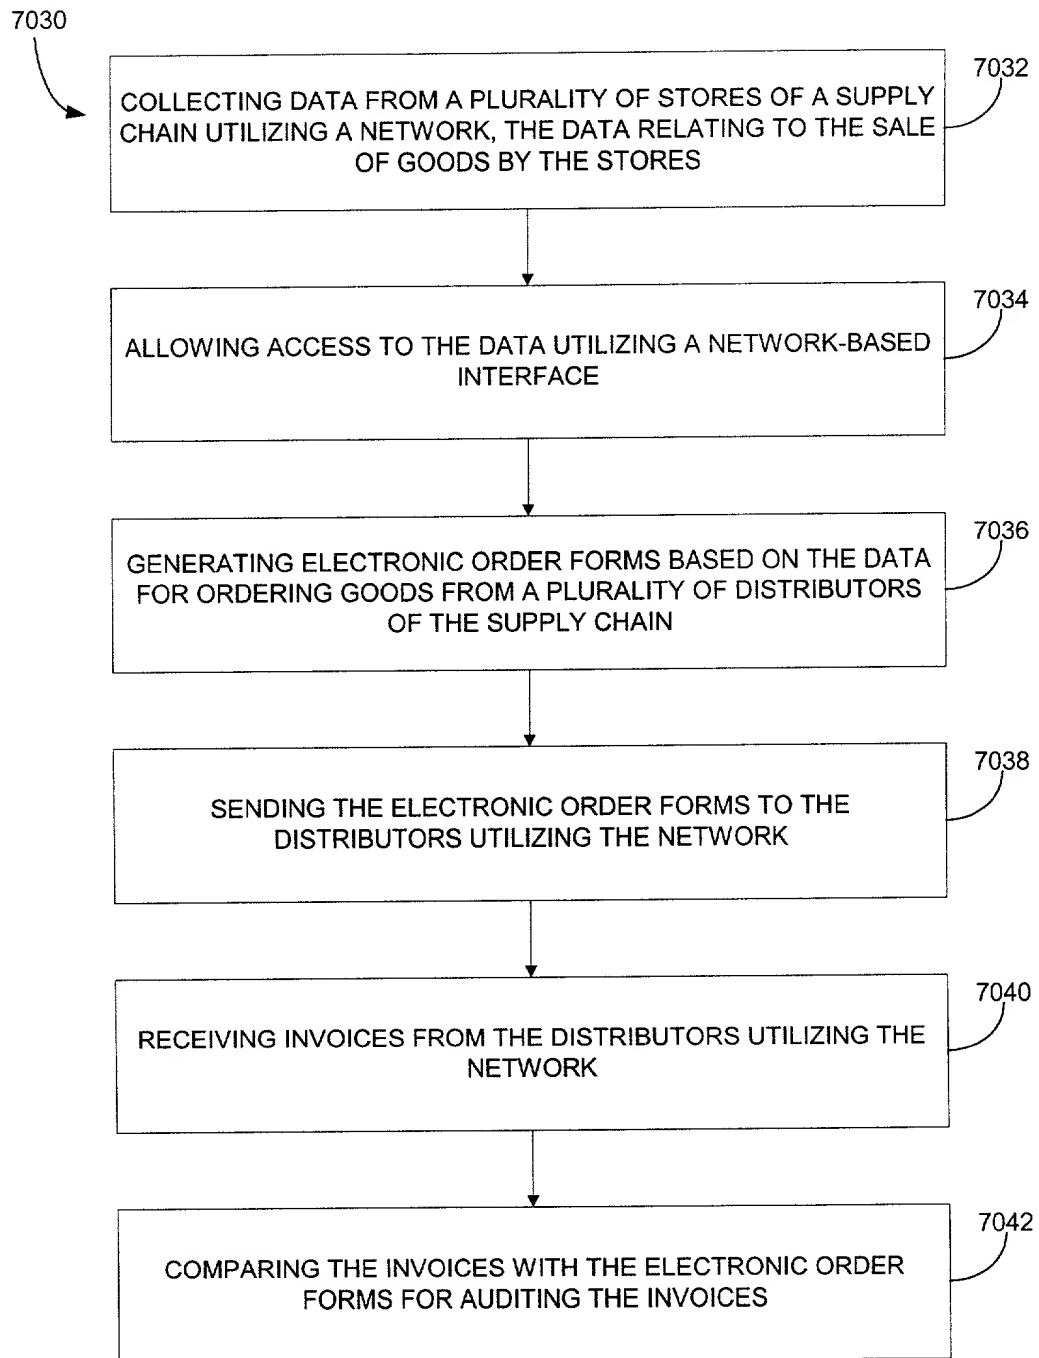 7030
7032
COLLECTING DATA FROM A PLURALITY OF STORES OF A SUPPLY
CHAIN UTILIZING A NETWORK, THE DATA RELATING TO THE SALE
OF GOODS BY THE STORES
7034
ALLOWING ACCESS TO THE DATA UTILIZING A NETWORK-BASED
INTERFACE
7036
GENERATING ELECTRONIC ORDER FORMS BASED ON THE DATA
FOR ORDERING GOODS FROM A PLURALITY OF DISTRIBUTORS
OF THE SUPPLY CHAIN
7038
SENDING THE ELECTRONIC ORDER FORMS TO THE
DISTRIBUTORS UTILIZING THE NETWORK
7040
RECEIVING INVOICES FROM THE DISTRIBUTORS UTILIZING THE
NETWORK
7042
COMPARING THE INVOICES WITH THE ELECTRONIC ORDER
FORMS FOR AUDITING THE INVOICES